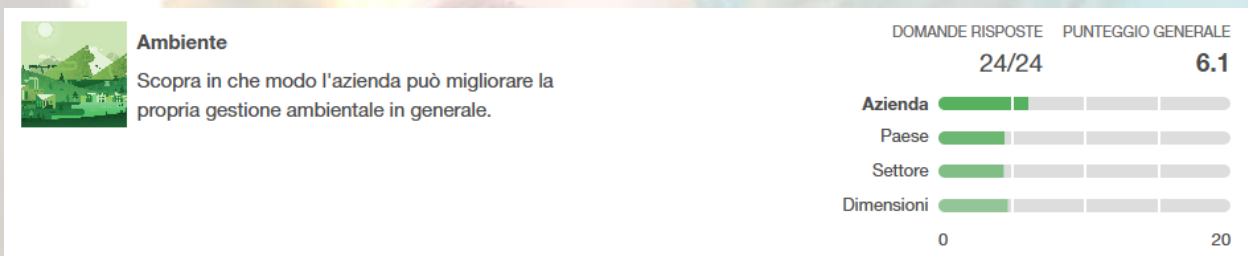 Ambiente
Scopra in che modo l'azienda può migliorare la
propria gestione ambientale in generale.
DOMANDE RISPOSTE PUNTEGGIO GENERALE
24/24 6.1
Azienda
Paese
Settore
Dimensioni
0 20